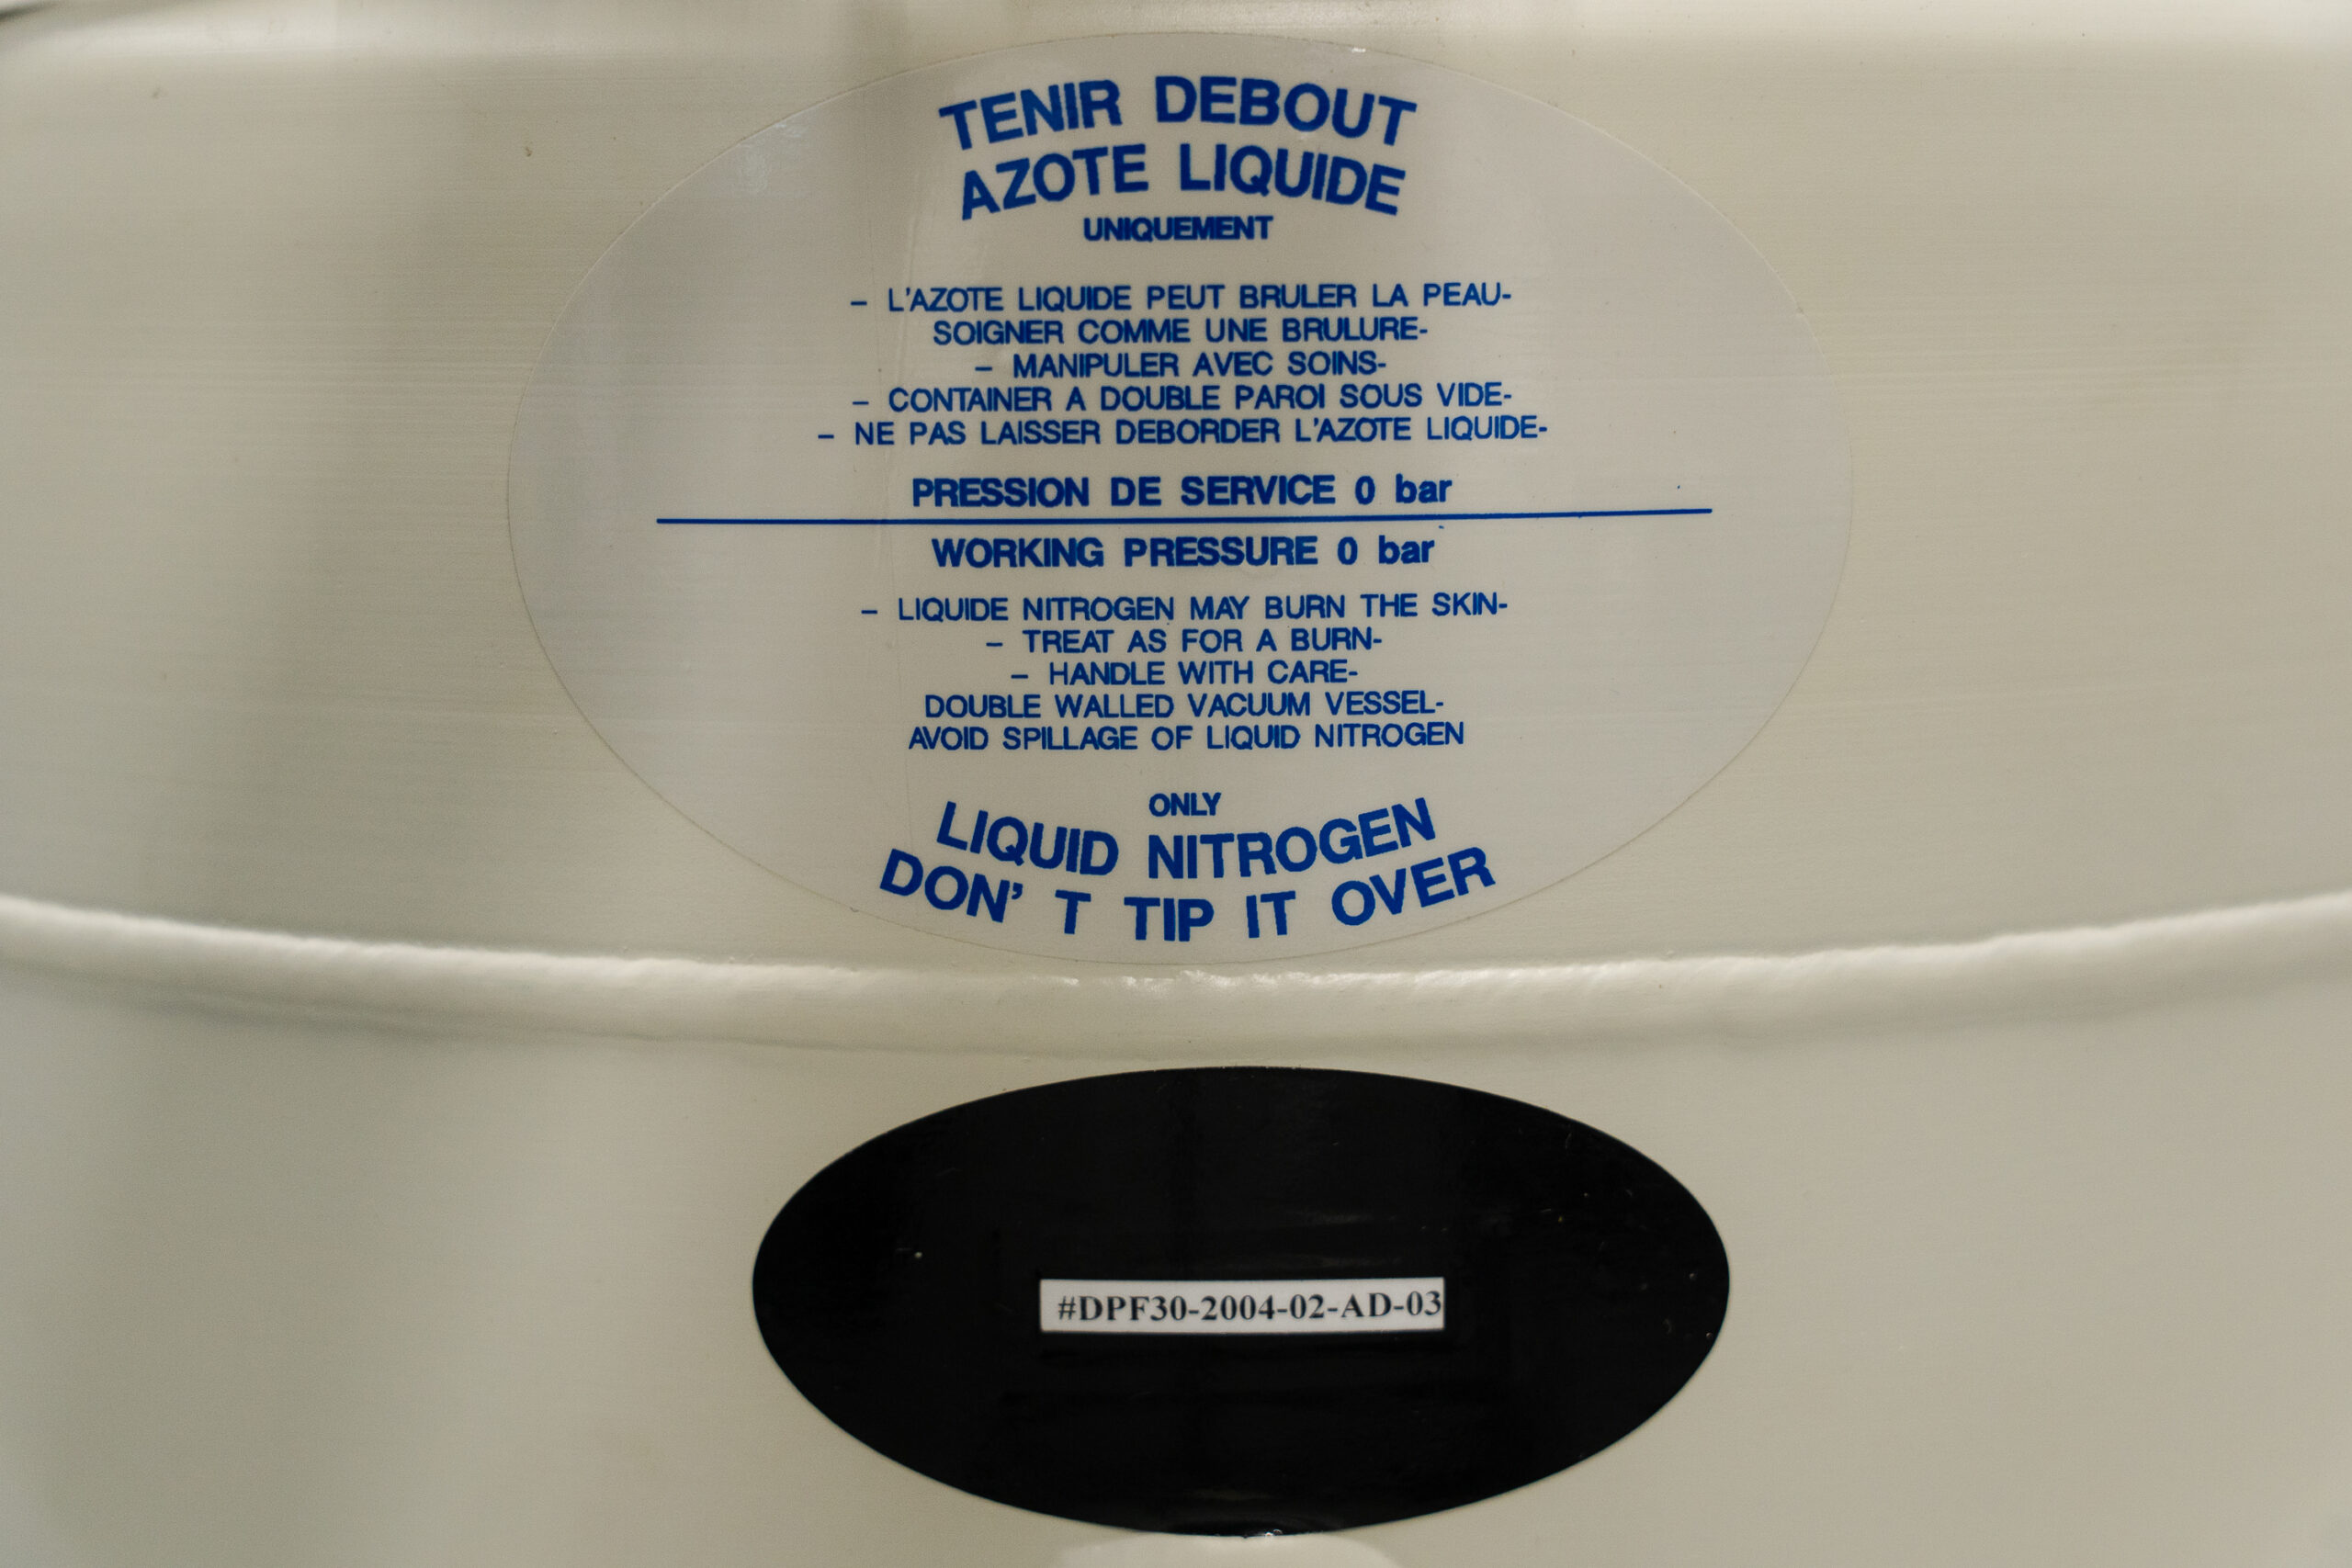 TENIR DEBOUT
AZOTE LIQUIDE
UNIQUEMENT
– L'AZOTE LIQUIDE PEUT BRULER LA PEAU-
SOIGNER COMME UNE BRULURE-
– MANIPULER AVEC SOINS-
– CONTAINER A DOUBLE PAROI SOUS VIDE-
– NE PAS LAISSER DEBORDER L'AZOTE LIQUIDE-
PRESSION DE SERVICE 0 bar
WORKING PRESSURE 0 bar
– LIQUIDE NITROGEN MAY BURN THE SKIN-
– TREAT AS FOR A BURN-
– HANDLE WITH CARE-
DOUBLE WALLED VACUUM VESSEL-
AVOID SPILLAGE OF LIQUID NITROGEN
ONLY
LIQUID NITROGEN
DON' T TIP IT OVER
#DPF30-2004-02-AD-03